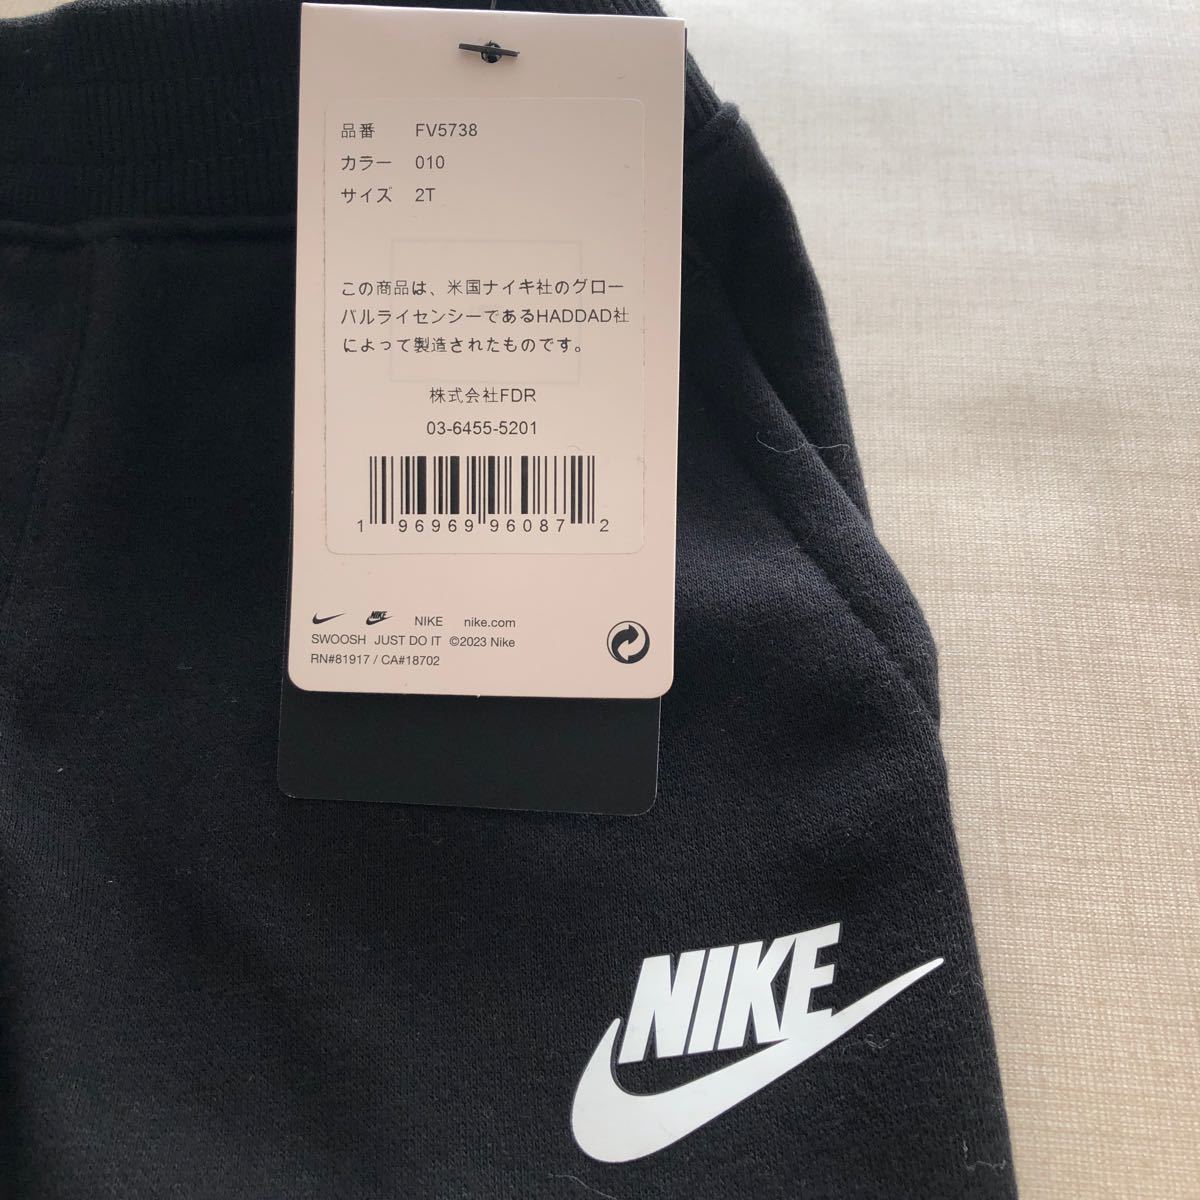 品番 FV5738
カラー 010
サイズ 2T
この商品は、米国ナイキ社のグロー
バルライセンシーであるHADDAD社
によって製造されたものです。
株式会社FDR
03-6455-5201
1 96969 96087 2
NIKE NIKE nike.com
SWOOSH JUST DO IT ©2023 Nike
RN#81917 / CA#18702
NIKE